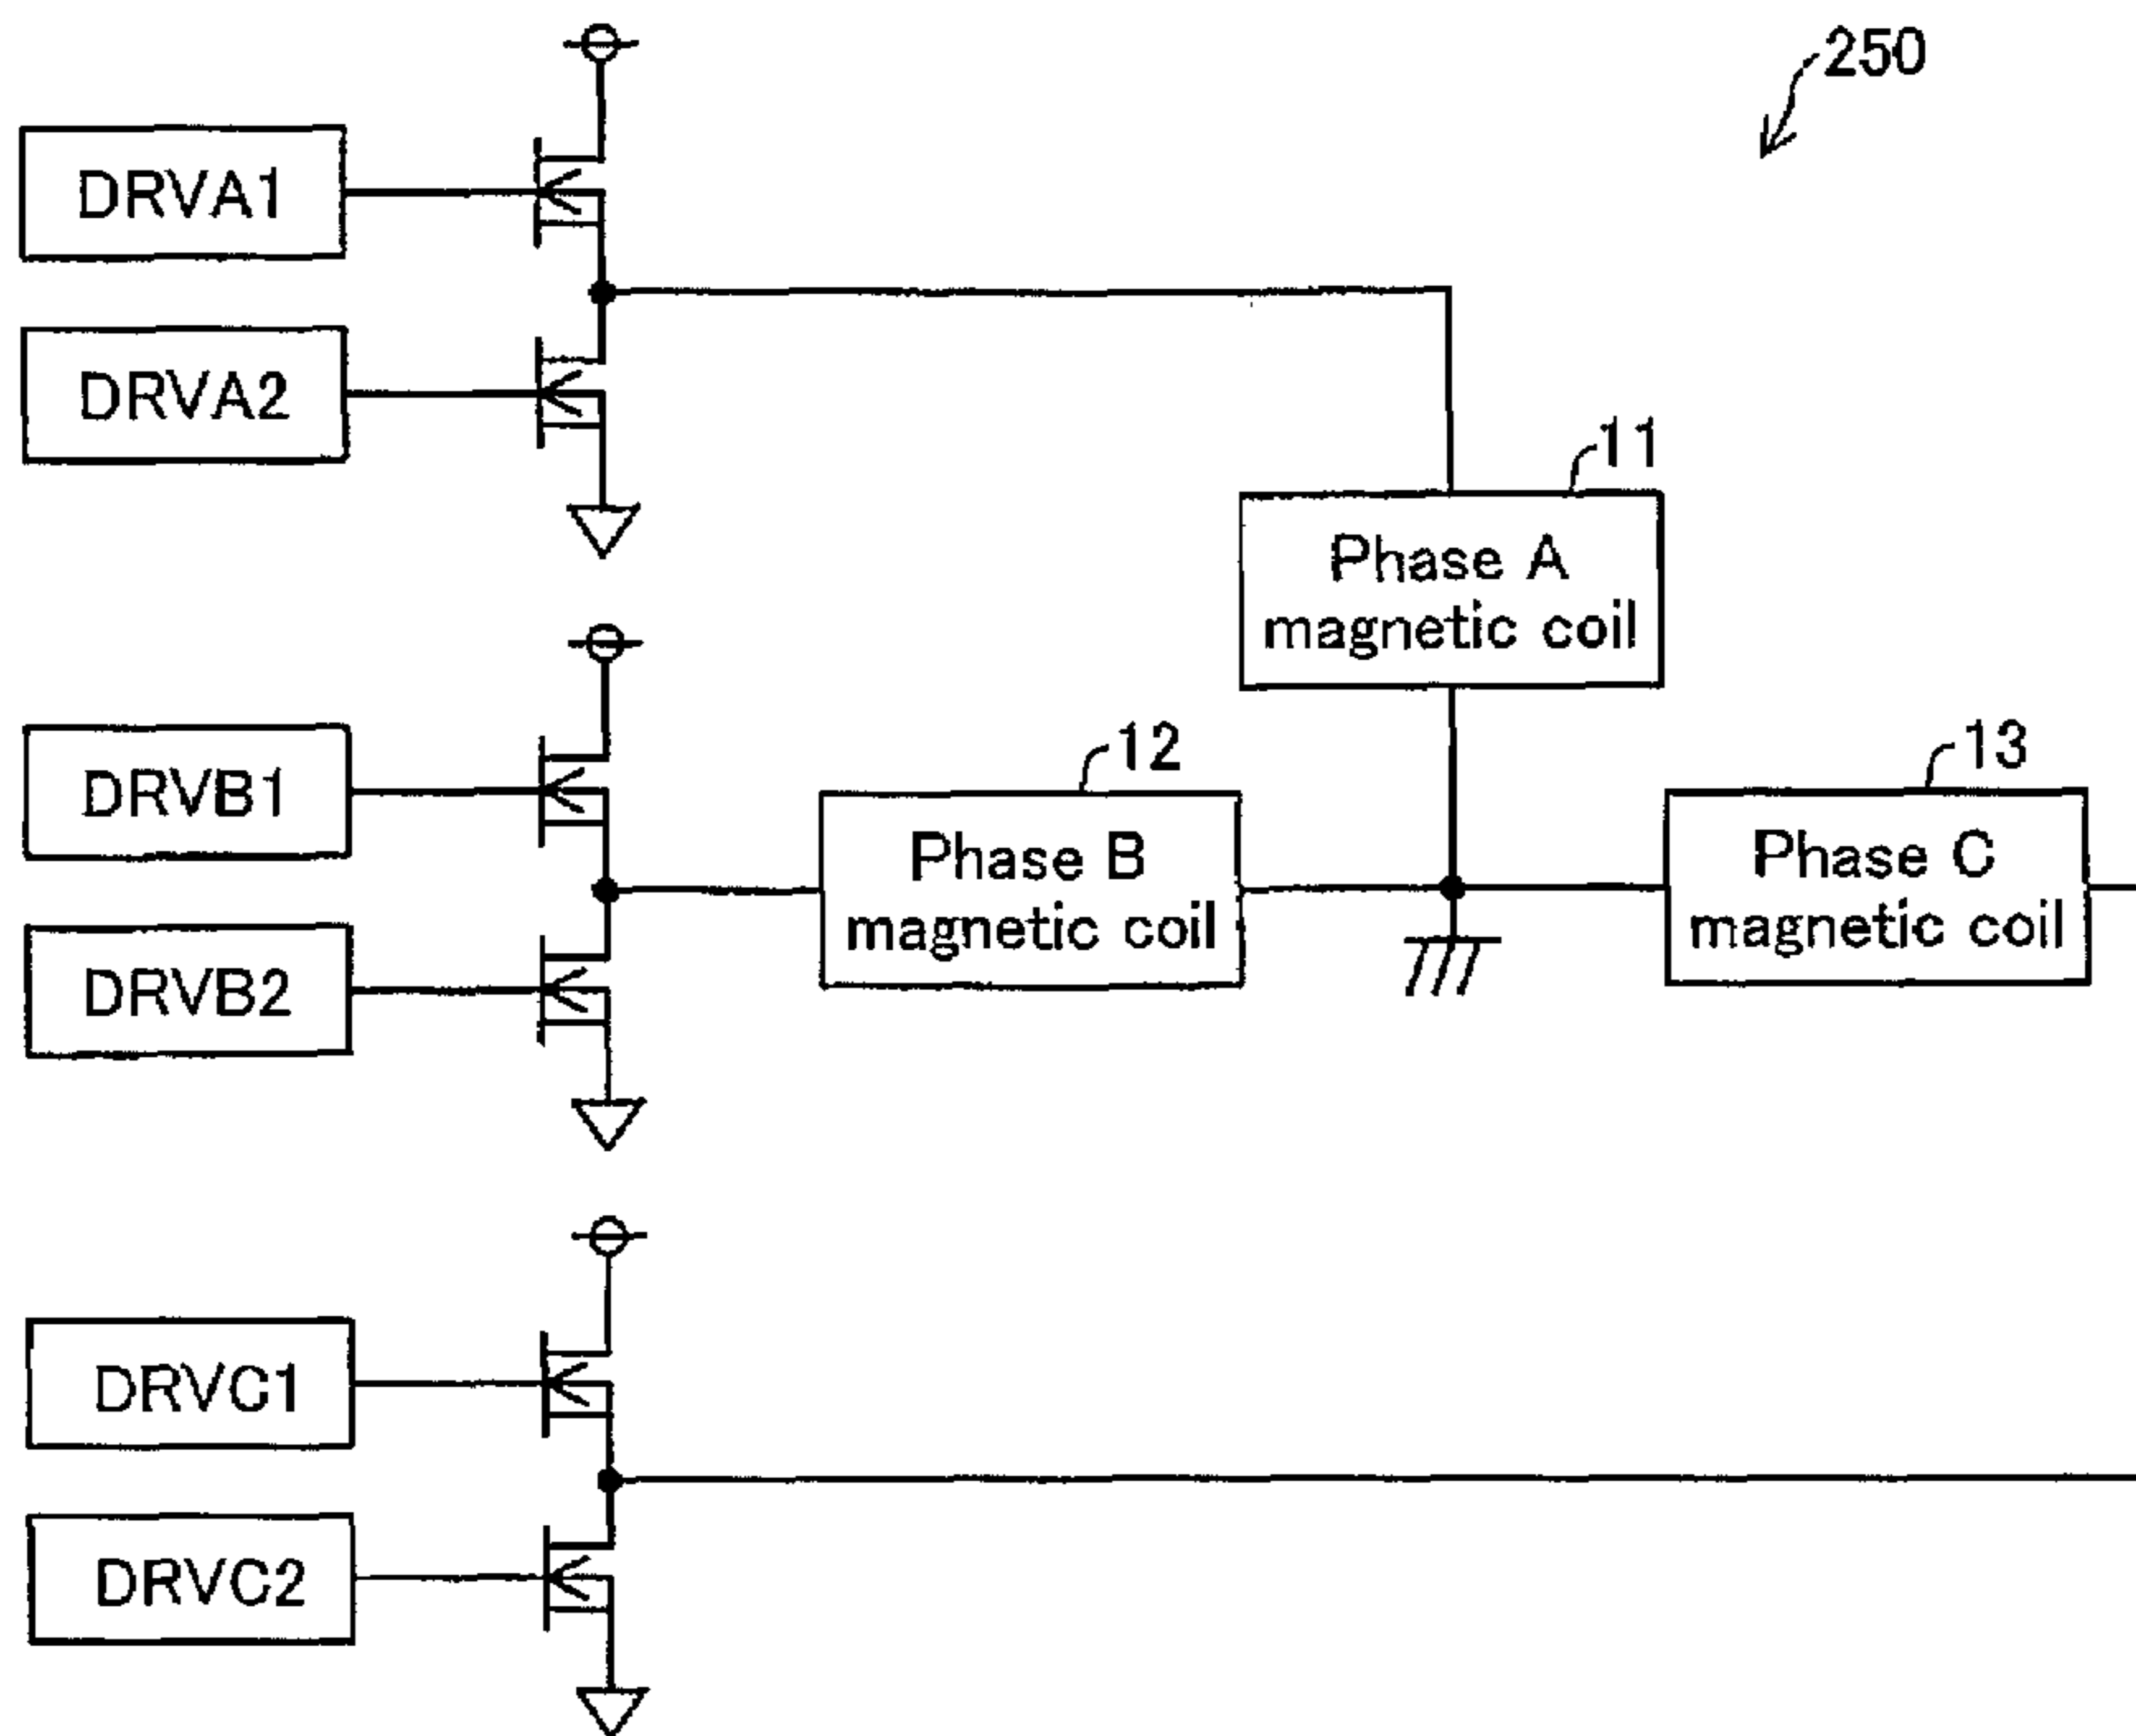 250
DRVA1
DRVA2
11
Phase A
magnetic coil
DRVB1
12
13
Phase B
magnetic coil
Phase C
magnetic coil
DRVB2
DRVC1
DRVC2